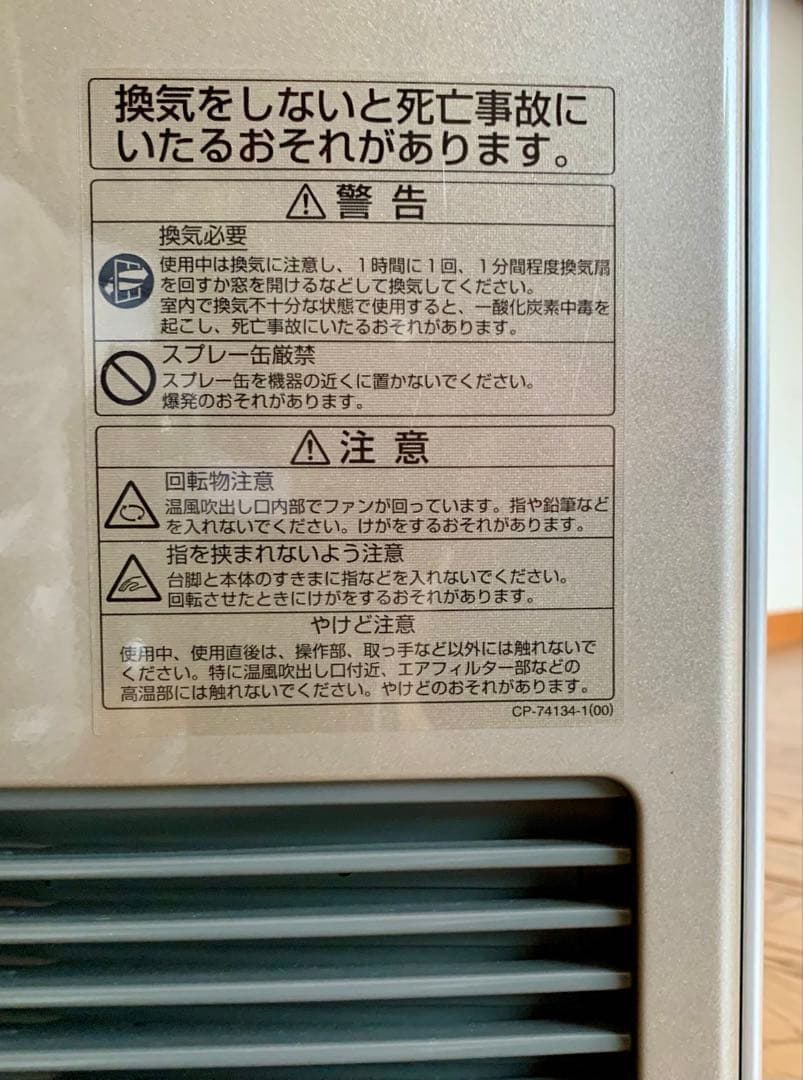 換気をしないと死亡事故に
いたるおそれがあります。
警告
換気必要
使用中は換気に注意し、1時間に1回、1分間程度換気扇
を回すか窓を開けるなどして換気してください。
室内で換気不十分な状態で使用すると、一酸化炭素中毒を
起こし、死亡事故にいたるおそれがあります。
スプレー缶厳禁
スプレー缶を機器の近くに置かないでください。
爆発のおそれがあります。
注意
回転物注意
温風吹出し口内部でファンが回っています。指や鉛筆など
を入れないでください。けがをするおそれがあります。
指を挟まれないよう注意
台脚と本体のすきまに指などを入れないでください。
回転させたときにけがをするおそれがあります。
やけど注意
使用中、使用直後は、操作部、取っ手など以外には触れないで
ください。特に温風吹出し口付近、エアフィルター部などの
高温部には触れないでください。やけどのおそれがあります。
CP-74134-1(00)